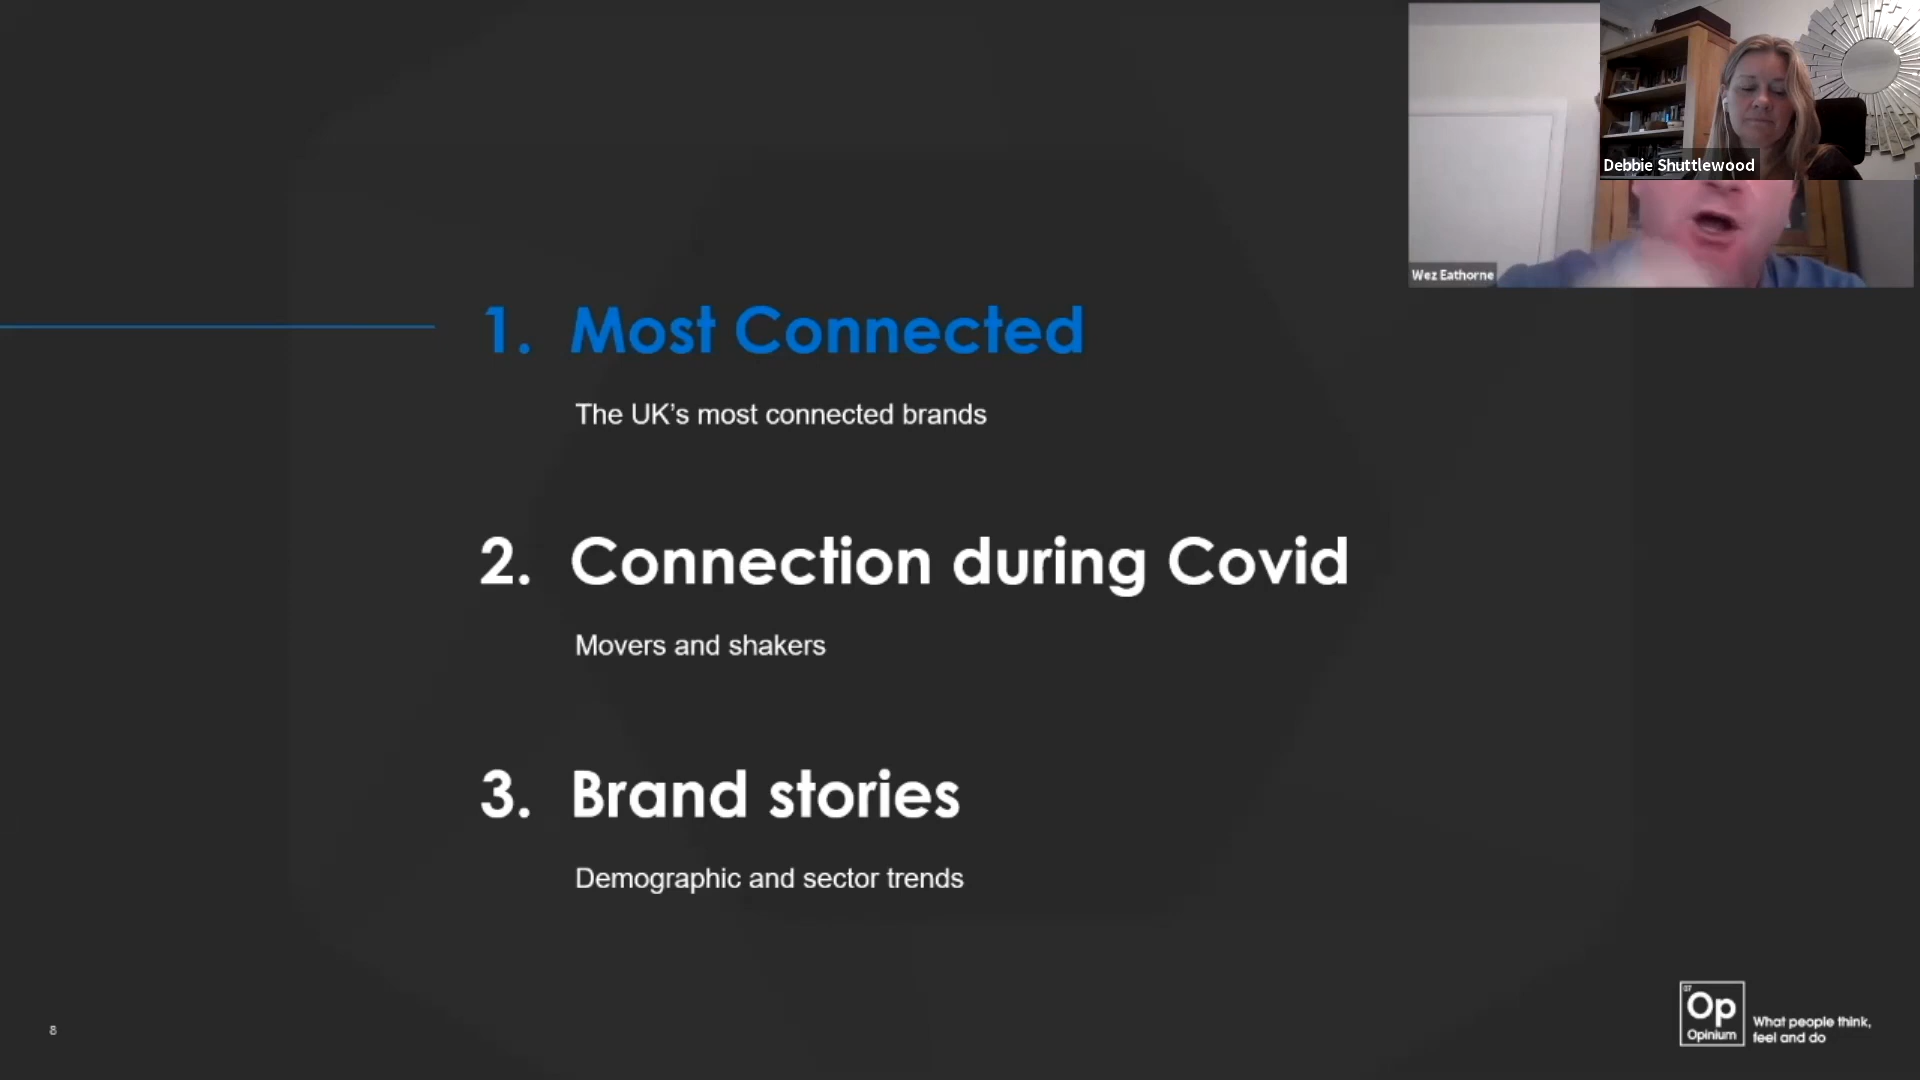 Debbie Shuttlewood
Wez Eathorne
1. Most Connected
The UK's most connected brands
2. Connection during Covid
Movers and shakers
3. Brand stories
Demographic and sector trends
8
07
Op
Opinium
What people think,
feel and do